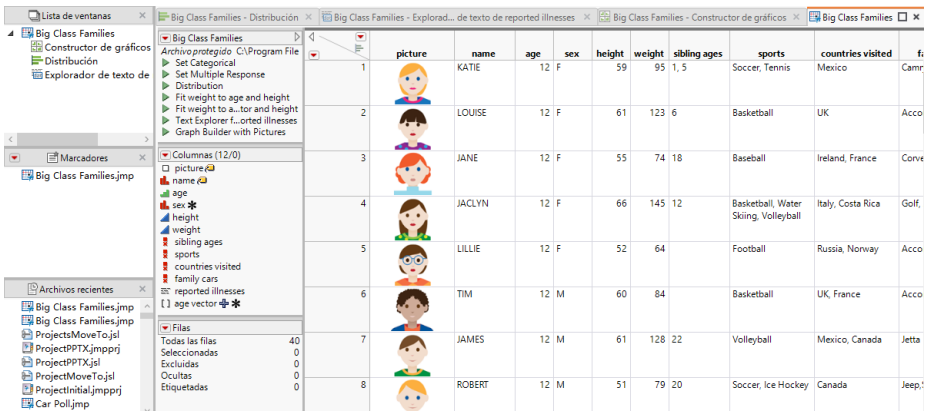 Lista de ventanas
Big Class Families
Constructor de gráficos
Distribución
Explorador de texto de
Marcadores
Big Class Families.jmp
Archivos recientes
Big Class Families.jmp
Big Class Families.jmp
ProjectsMoveTo.jsl
ProjectPPTX.jmpprj
ProjectPPTX.jsl
ProjectMoveTo.jsl
ProjectInitial.jmpprj
Car Poll.jmp
Big Class Families - Distribución
Big Class Families - Explorad... de texto de reported illnesses
Big Class Families - Constructor de gráficos
Big Class Families
Big Class Families
Archivo protegido C:\Program File
Set Categorical
Set Multiple Response
Distribution
Fit weight to age and height
Fit weight to a...tor and height
Text Explorer f...orted illnesses
Graph Builder with Pictures
Columnas (12/0)
picture
name
age
sex
height
weight
sibling ages
sports
countries visited
family cars
reported illnesses
age vector
Filas
Todas las filas 40
Seleccionadas 0
Excluidas 0
Ocultas 0
Etiquetadas 0
picture name age sex height weight sibling ages sports countries visited fa
1 KATIE 12 F 59 95 1, 5 Soccer, Tennis Mexico Camr
2 LOUISE 12 F 61 123 6 Basketball UK Acco
3 JANE 12 F 55 74 18 Baseball Ireland, France Corve
4 JACLYN 12 F 66 145 12 Basketball, Water Italy, Costa Rica Golf,
Skiing, Volleyball
5 LILLIE 12 F 52 64 Football Russia, Norway Acco
6 TIM 12 M 60 84 Basketball UK, France Acco
7 JAMES 12 M 61 128 22 Volleyball Mexico, Canada Jetta
8 ROBERT 12 M 51 79 20 Soccer, Ice Hockey Canada Jeep,S